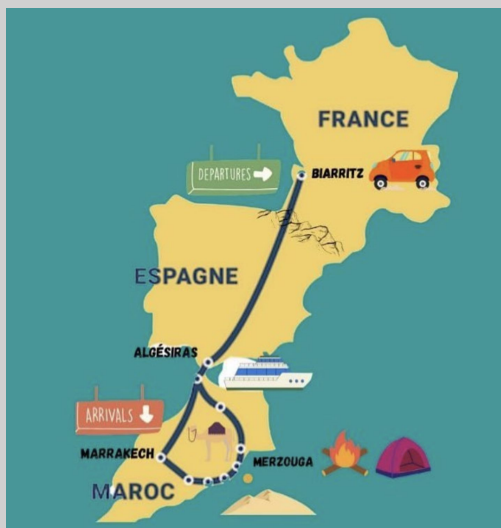 FRANCE
DEPARTURES
BIARRITZ
ESPAGNE
ALGÉSIRAS
ARRIVALS
MARRAKECH
MERZOUGA
MAROC